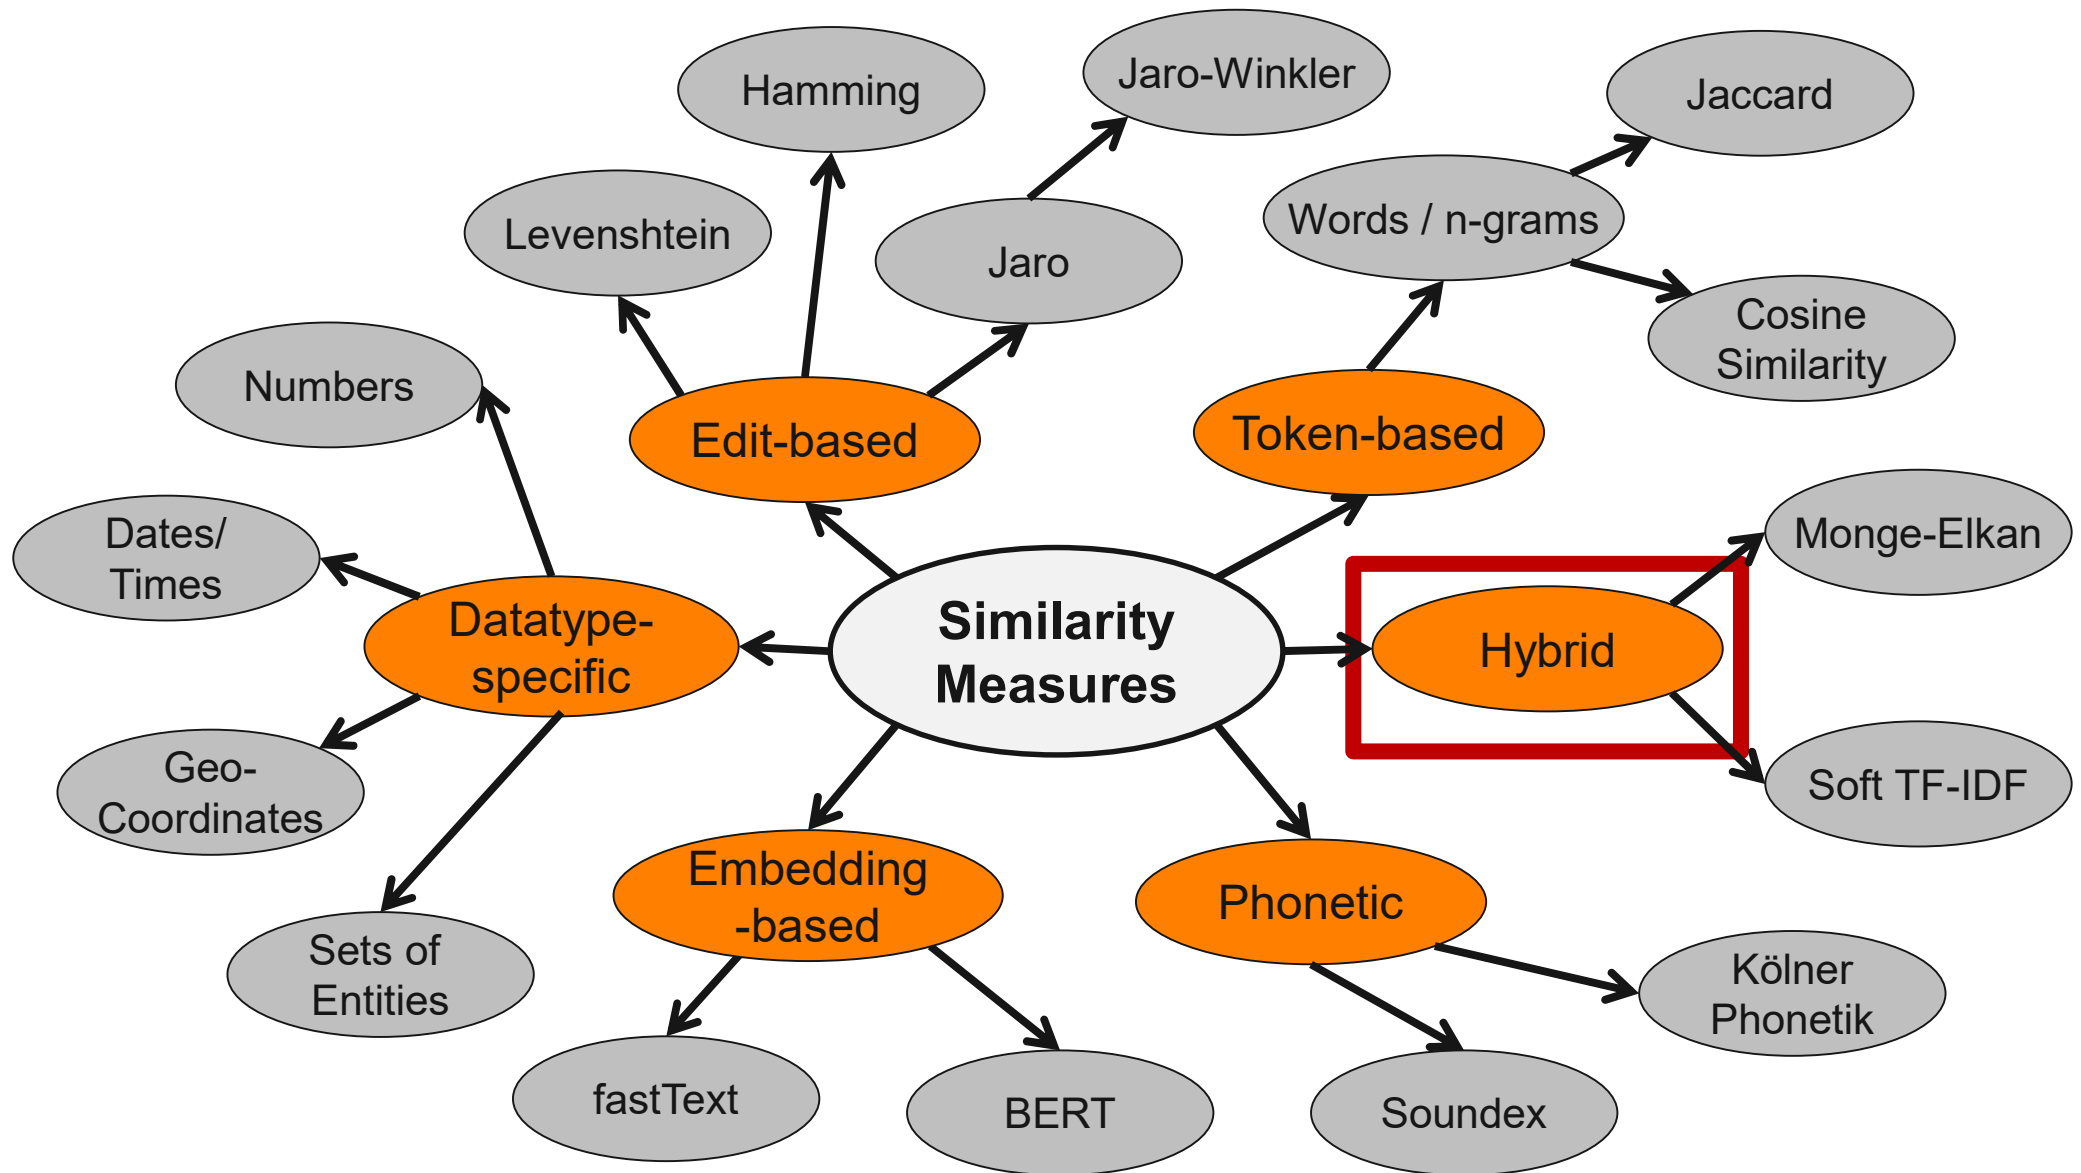 Hamming
Jaro-Winkler
Jaccard
Levenshtein
Jaro
Words / n-grams
Cosine
Similarity
Numbers
Edit-based
Token-based
Dates/
Times
Monge-Elkan
Datatype-
specific
Similarity
Measures
Hybrid
Geo-
Coordinates
Soft TF-IDF
Embedding
-based
Phonetic
Sets of
Entities
Kölner
Phonetik
fastText
BERT
Soundex